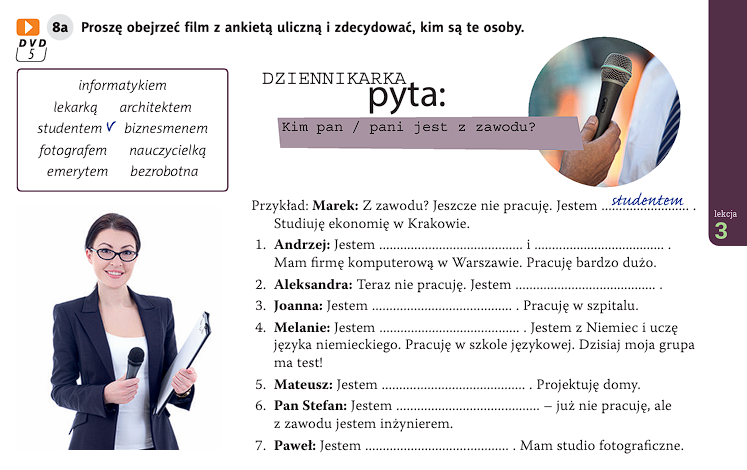 8a Proszę obejrzeć film z ankietą uliczną i zdecydować, kim są te osoby.
DVD
5
informatykiem
lekarką architektem
studentem √ biznesmenem
fotografem nauczycielką
emerytem bezrobotna
DZIENNIKARKA
pyta:
Kim pan / pani jest z zawodu?
lekcja
3
Przykład: Marek: Z zawodu? Jeszcze nie pracuję. Jestem ...studentem... .
Studiuję ekonomię w Krakowie.
1. Andrzej: Jestem ........................................ i .................................... .
Mam firmę komputerową w Warszawie. Pracuję bardzo dużo.
2. Aleksandra: Teraz nie pracuję. Jestem ........................................ .
3. Joanna: Jestem ........................................ . Pracuję w szpitalu.
4. Melanie: Jestem ........................................ . Jestem z Niemiec i uczę
języka niemieckiego. Pracuję w szkole językowej. Dzisiaj moja grupa
ma test!
5. Mateusz: Jestem ........................................ . Projektuję domy.
6. Pan Stefan: Jestem ........................................ – już nie pracuję, ale
z zawodu jestem inżynierem.
7. Paweł: Jestem ........................................ . Mam studio fotograficzne.